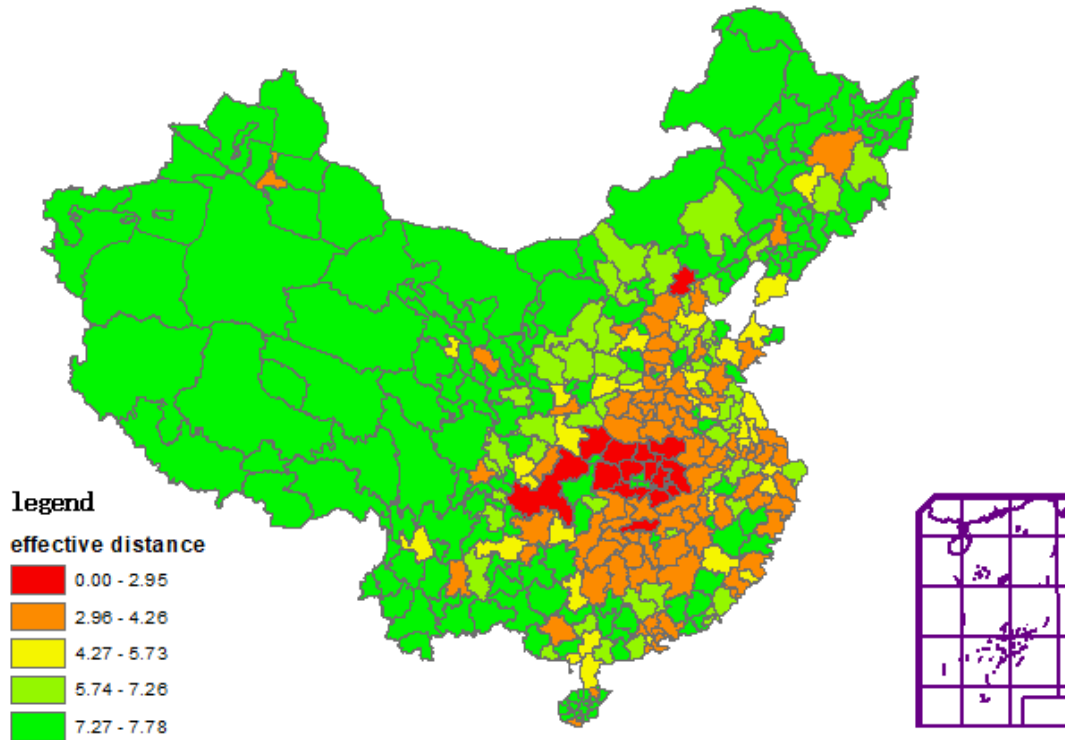 legend
effective distance
0.00 - 2.95
2.96 - 4.26
4.27 - 5.73
5.74 - 7.26
7.27 - 7.78